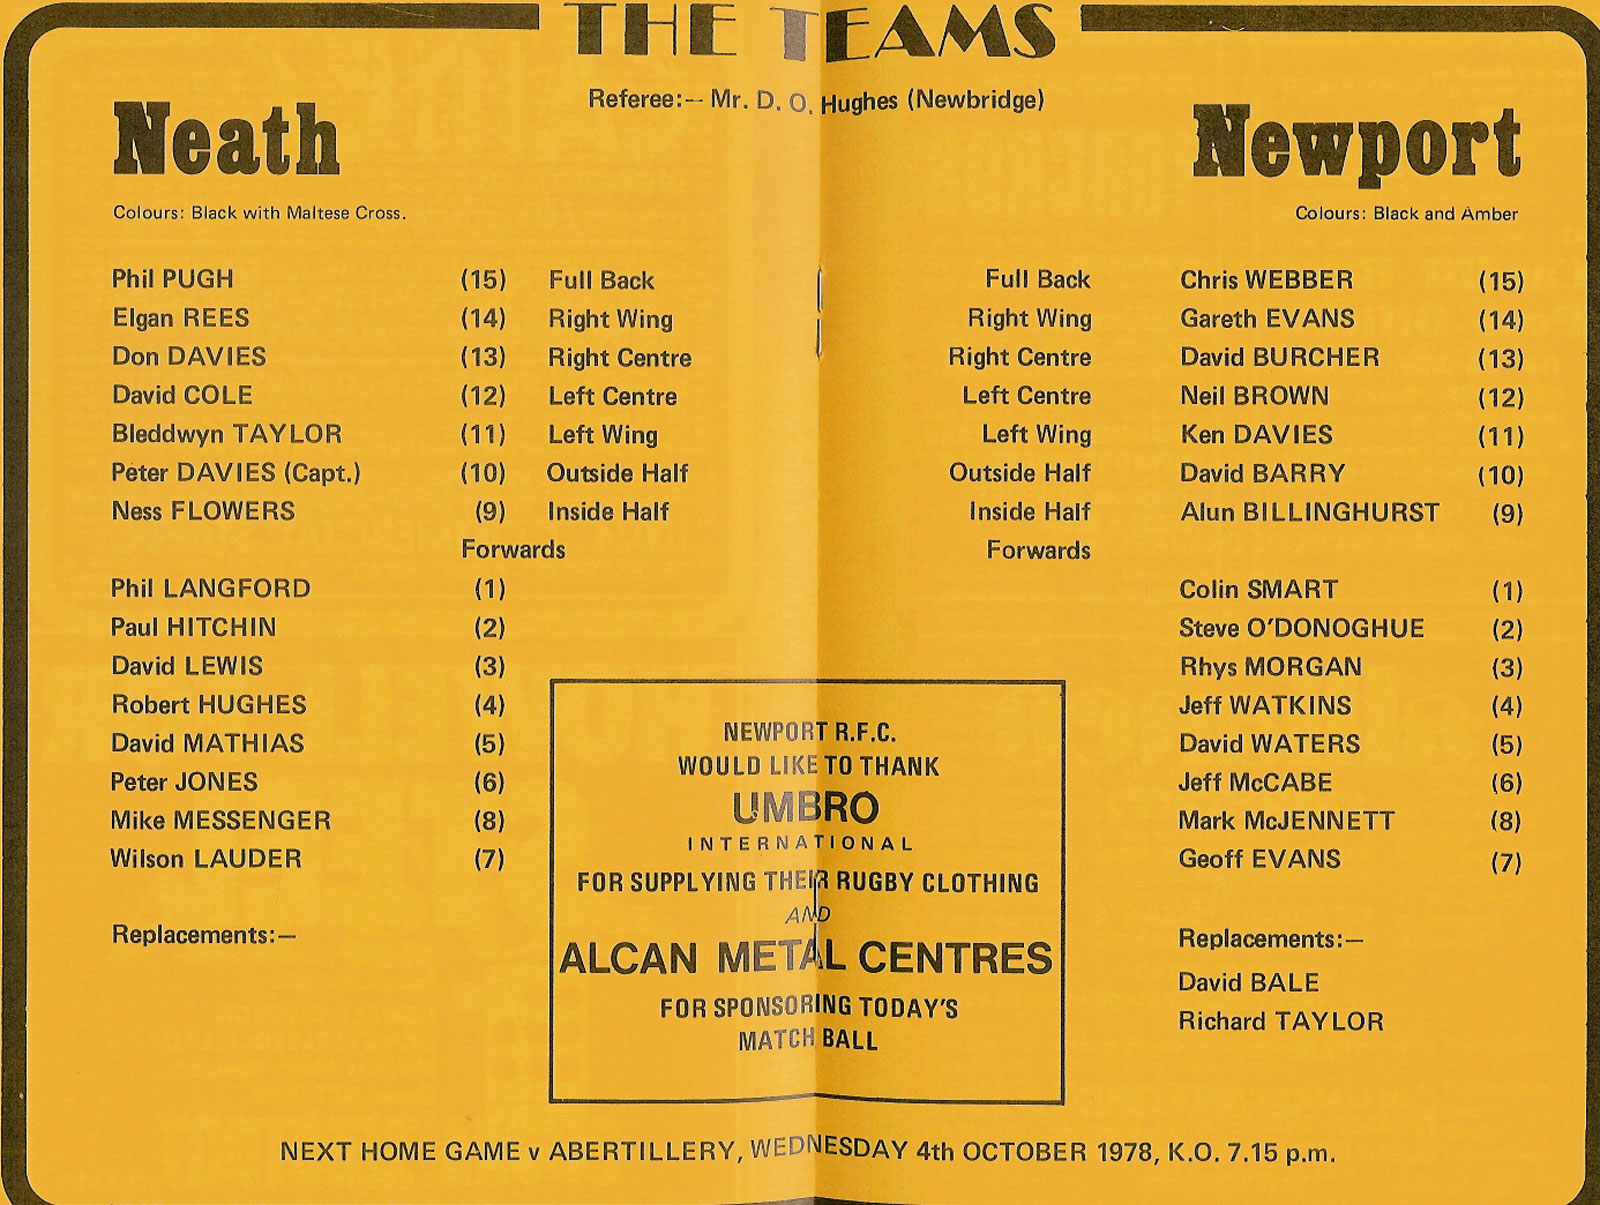 THE TEAMS
Referee:— Mr. D. O. Hughes (Newbridge)
Neath
Colours: Black with Maltese Cross.
Phil PUGH (15) Full Back
Elgan REES (14) Right Wing
Don DAVIES (13) Right Centre
David COLE (12) Left Centre
Bleddwyn TAYLOR (11) Left Wing
Peter DAVIES (Capt.) (10) Outside Half
Ness FLOWERS (9) Inside Half
Forwards
Phil LANGFORD (1)
Paul HITCHIN (2)
David LEWIS (3)
Robert HUGHES (4)
David MATHIAS (5)
Peter JONES (6)
Mike MESSENGER (8)
Wilson LAUDER (7)
Replacements:—
Newport
Colours: Black and Amber
Full Back Chris WEBBER (15)
Right Wing Gareth EVANS (14)
Right Centre David BURCHER (13)
Left Centre Neil BROWN (12)
Left Wing Ken DAVIES (11)
Outside Half David BARRY (10)
Inside Half Alun BILLINGHURST (9)
Forwards
Colin SMART (1)
Steve O'DONOGHUE (2)
Rhys MORGAN (3)
Jeff WATKINS (4)
David WATERS (5)
Jeff McCABE (6)
Mark McJENNETT (8)
Geoff EVANS (7)
Replacements:—
David BALE
Richard TAYLOR
NEWPORT R.F.C.
WOULD LIKE TO THANK
UMBRO
INTERNATIONAL
FOR SUPPLYING THEIR RUGBY CLOTHING
AND
ALCAN METAL CENTRES
FOR SPONSORING TODAY'S
MATCH BALL
NEXT HOME GAME v ABERTILLERY, WEDNESDAY 4th OCTOBER 1978, K.O. 7.15 p.m.